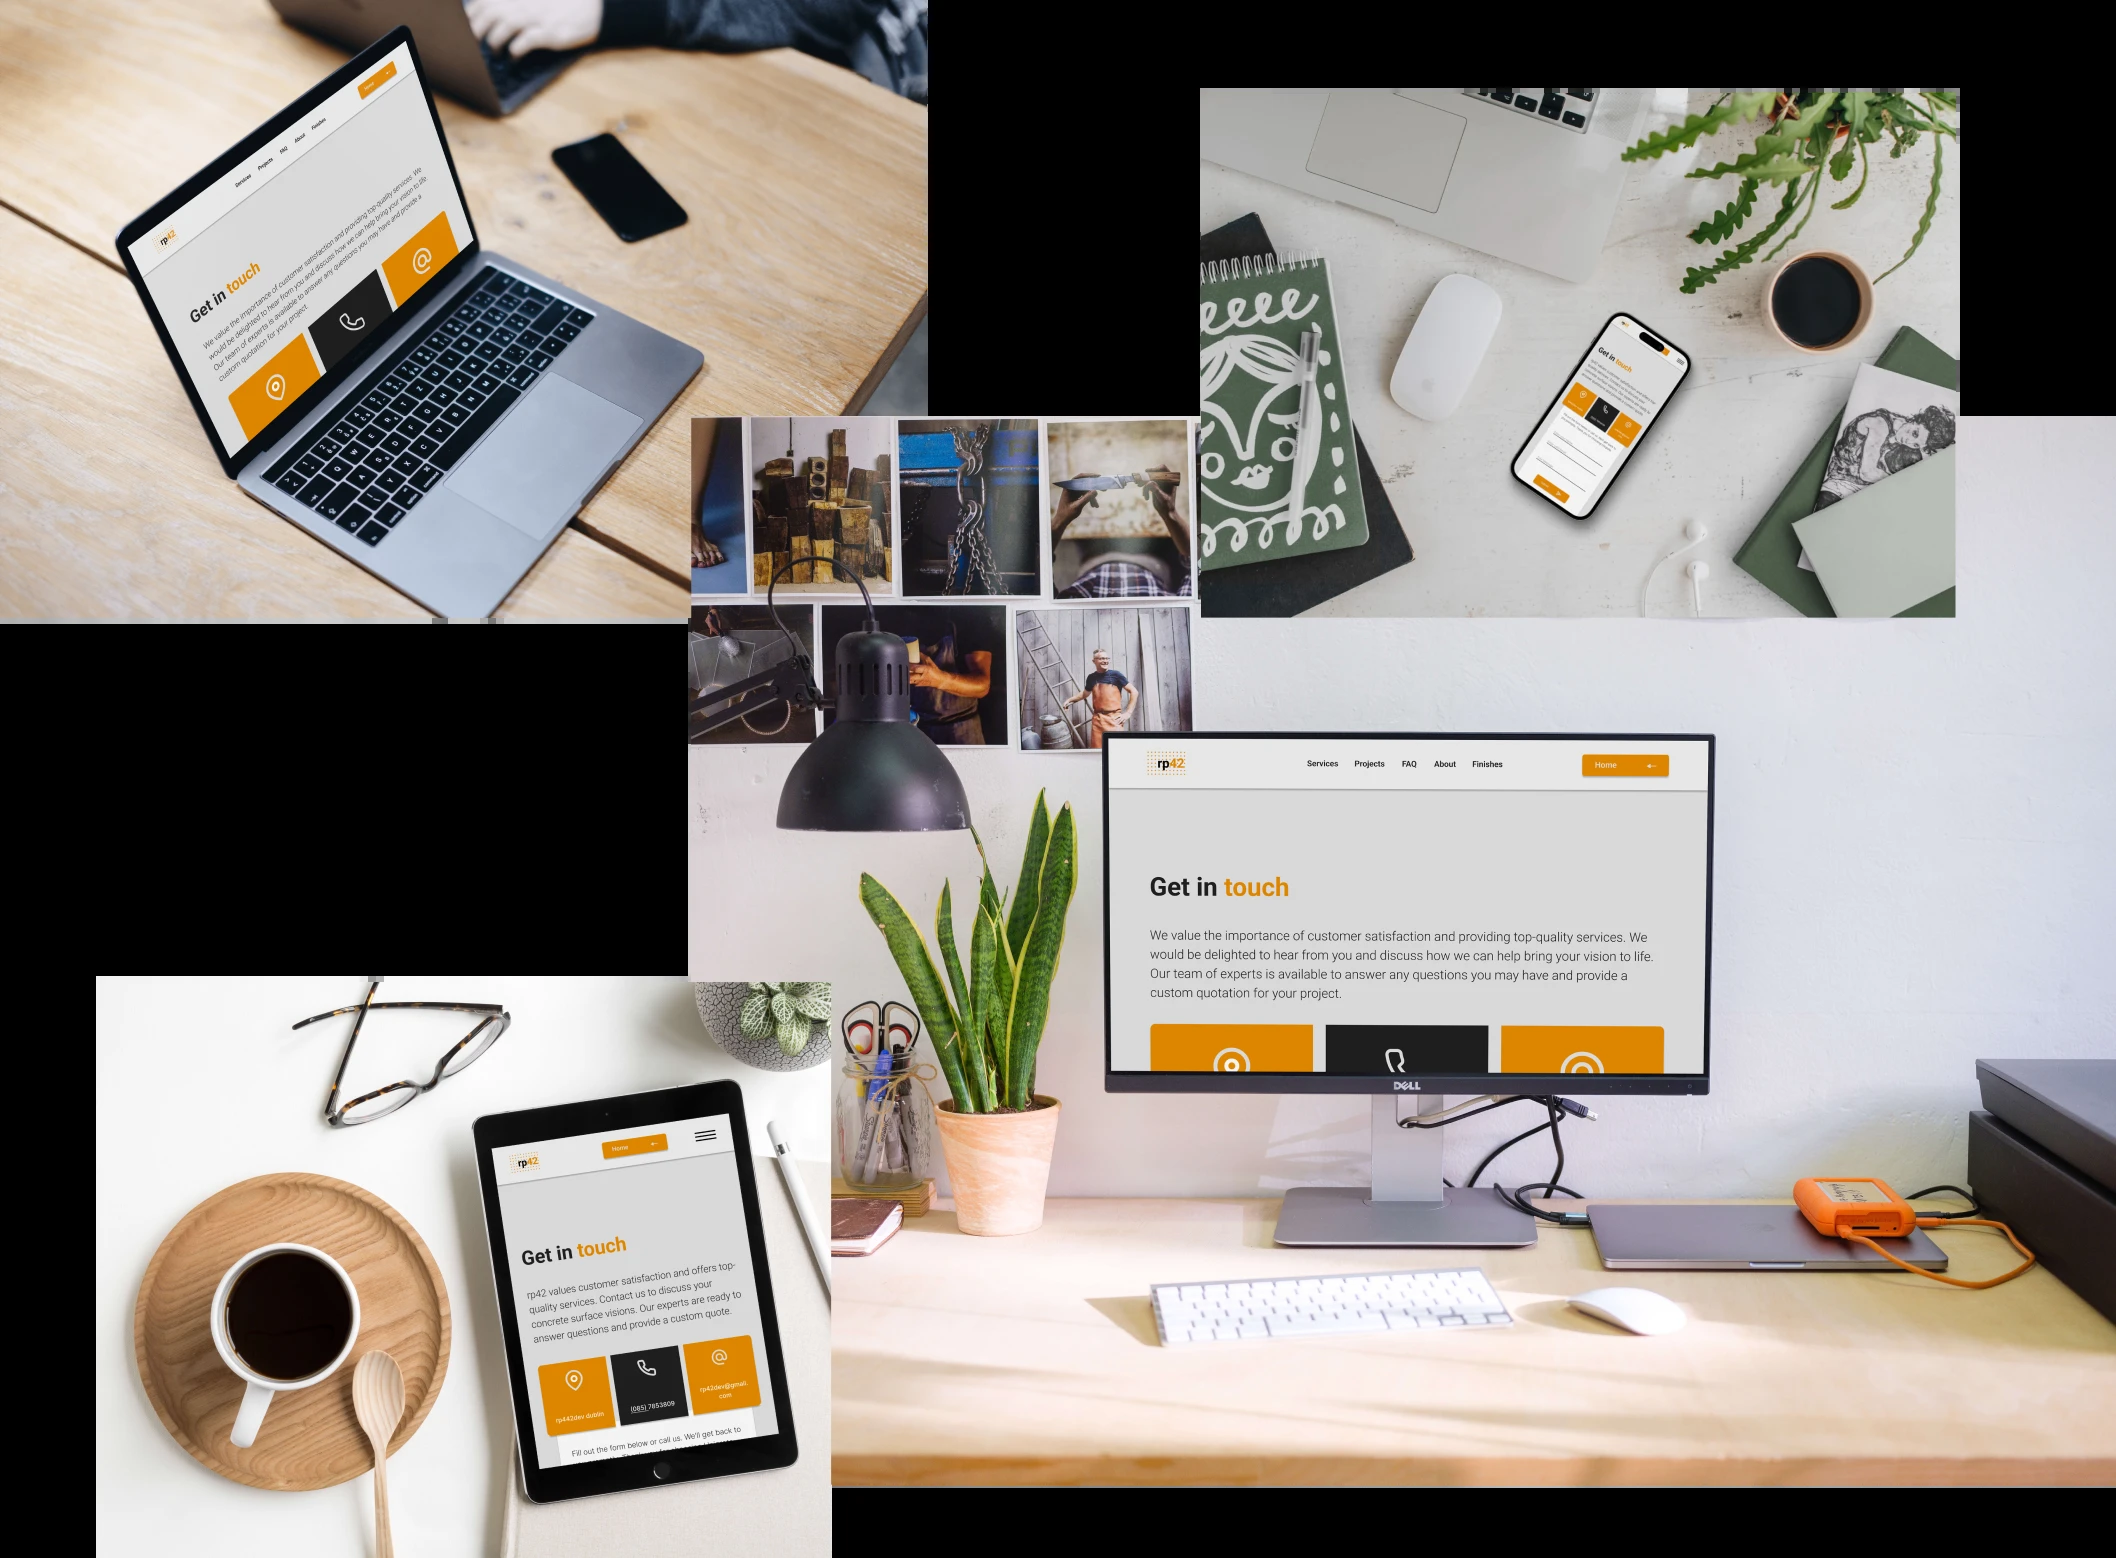 Home
Services Projects FAQ About Finishes
rp42
Get in touch
We value the importance of customer satisfaction and providing top-quality services. We
would be delighted to hear from you and discuss how we can help bring your vision to life.
Our team of experts is available to answer any questions you may have and provide a
custom quotation for your project.
Get in touch
rp42
Services Projects FAQ About Finishes
Home
Get in touch
We value the importance of customer satisfaction and providing top-quality services. We
would be delighted to hear from you and discuss how we can help bring your vision to life.
Our team of experts is available to answer any questions you may have and provide a
custom quotation for your project.
DELL
rp42
Home
Get in touch
rp42 values customer satisfaction and offers top-
quality services. Contact us to discuss your
concrete surface visions. Our experts are ready to
answer questions and provide a custom quote.
rp442dev dublin
(085) 7853809
rp42dev@gmail.
com
Fill out the form below or call us. We'll get back to